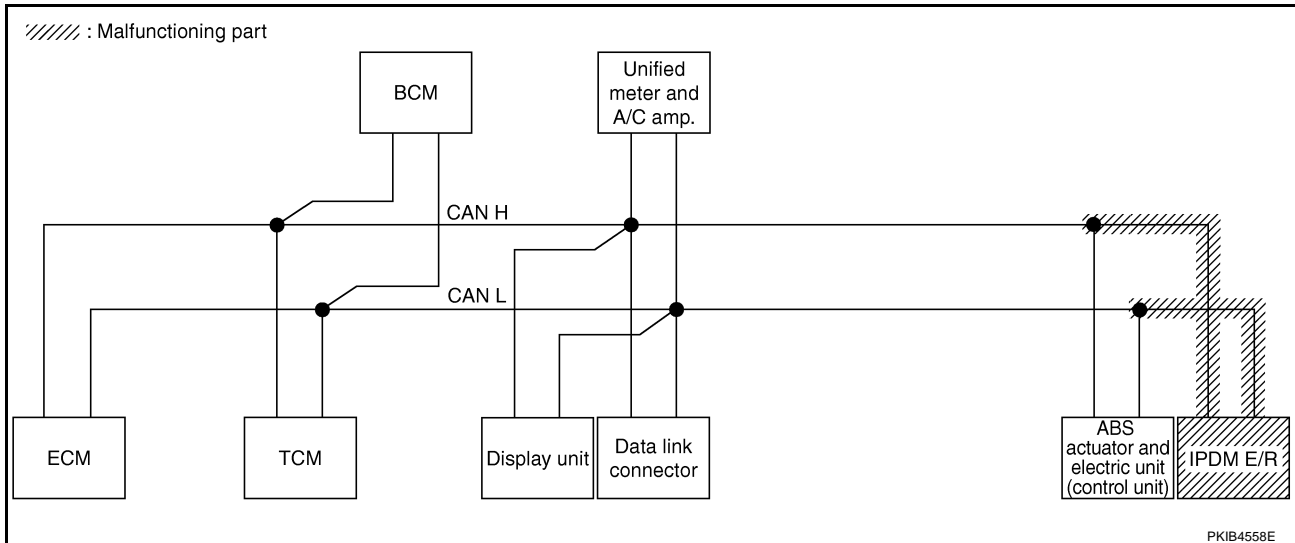 : Malfunctioning part
BCM
Unified
meter and
A/C amp.
CAN H
CAN L
ECM
TCM
Display unit
Data link
connector
ABS
actuator and
electric unit
(control unit)
IPDM E/R
PKIB4558E